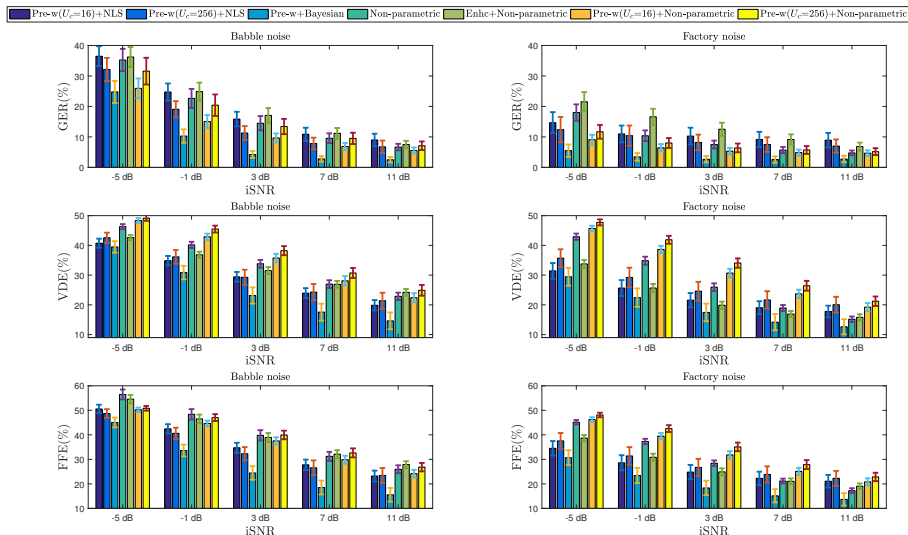 Pre-w(U_c=16)+NLS Pre-w(U_c=256)+NLS Pre-w+Bayesian Non-parametric Enhc+Non-parametric Pre-w(U_c=16)+Non-parametric Pre-w(U_c=256)+Non-parametric
Babble noise
GER(%)
40
30
20
10
0
-5 dB -1 dB 3 dB 7 dB 11 dB
iSNR
Factory noise
GER(%)
40
30
20
10
0
-5 dB -1 dB 3 dB 7 dB 11 dB
iSNR
Babble noise
VDE(%)
50
40
30
20
10
-5 dB -1 dB 3 dB 7 dB 11 dB
iSNR
Factory noise
VDE(%)
50
40
30
20
10
-5 dB -1 dB 3 dB 7 dB 11 dB
iSNR
Babble noise
FFE(%)
60
50
40
30
20
10
-5 dB -1 dB 3 dB 7 dB 11 dB
iSNR
Factory noise
FFE(%)
60
50
40
30
20
10
-5 dB -1 dB 3 dB 7 dB 11 dB
iSNR